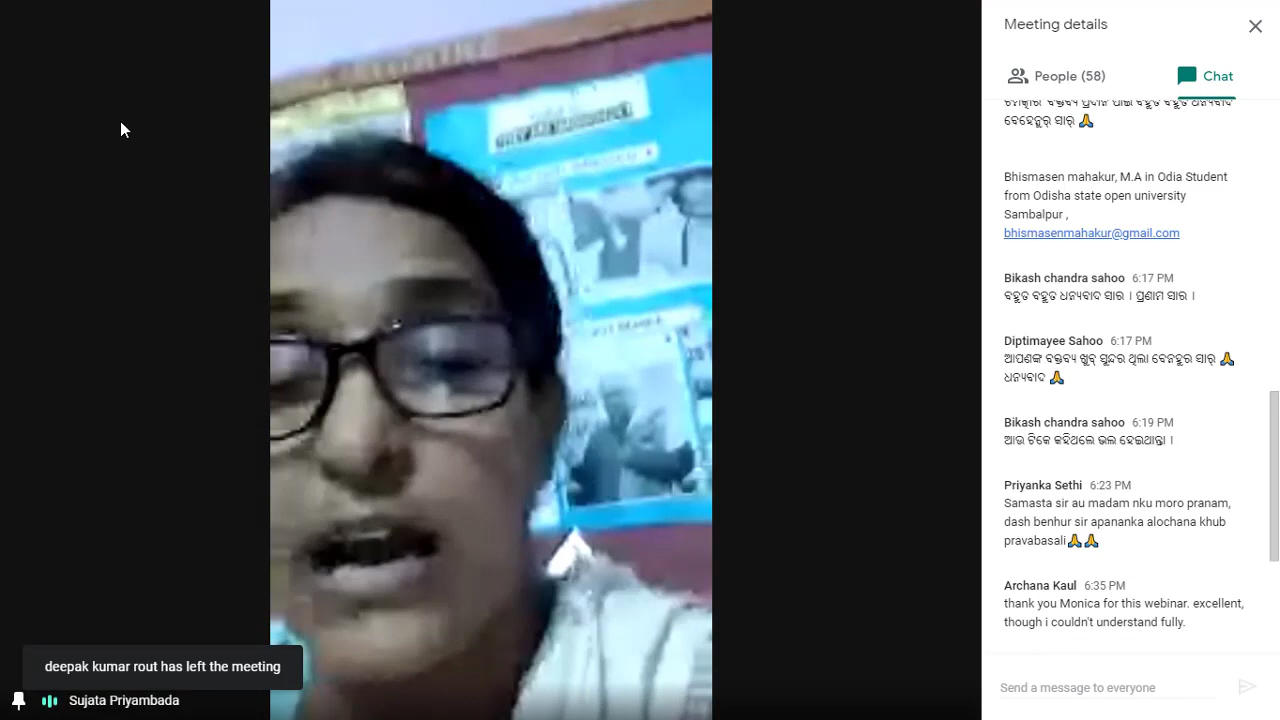 Meeting details
People (58)
Chat
ବେହେନୁର୍ ସାର୍ 🙏
Bhismasen mahakur, M.A in Odia Student
from Odisha state open university
Sambalpur ,
bhismasenmahakur@gmail.com
Bikash chandra sahoo 6:17 PM
ବହୁତ ବହୁତ ଧନ୍ୟବାଦ ସାର । ପ୍ରଣାମ ସାର ।
Diptimayee Sahoo 6:17 PM
ଆପଣଙ୍କ ବକ୍ତବ୍ୟ ଖୁବ୍ ସୁନ୍ଦର ଥିଲା ବେନହୁର ସାର୍ 🙏
ଧନ୍ୟବାଦ 🙏
Bikash chandra sahoo 6:19 PM
ଆଉ ଟିକେ କହିଥଲେ ଭଲ ହେଇଥାନ୍ତା ।
Priyanka Sethi 6:23 PM
Samasta sir au madam nku moro pranam,
dash benhur sir apananka alochana khub
pravabasali🙏🙏
Archana Kaul 6:35 PM
thank you Monica for this webinar. excellent,
though i couldn't understand fully.
Send a message to everyone
deepak kumar rout has left the meeting
Sujata Priyambada